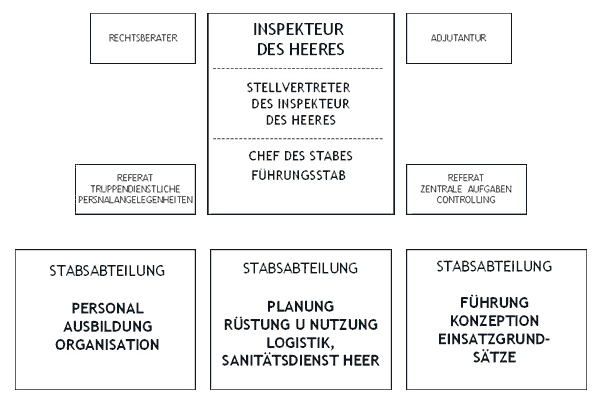 RECHTSBERATER
INSPEKTEUR
DES HEERES
ADJUTANTUR
STELLVERTRETER
DES INSPEKTEUR
DES HEERES
CHEF DES STABES
FÜHRUNGSSTAB
REFERAT
TRUPPENDIENSTLICHE
PERSNALANGELEGENHEITEN
REFERAT
ZENTRALE AUFGABEN
CONTROLLING
STABSABTEILUNG
PERSONAL
AUSBILDUNG
ORGANISATION
STABSABTEILUNG
PLANUNG
RÜSTUNG U NUTZUNG
LOGISTIK,
SANITÄTSDIENST HEER
STABSABTEILUNG
FÜHRUNG
KONZEPTION
EINSATZGRUND-
SÄTZE